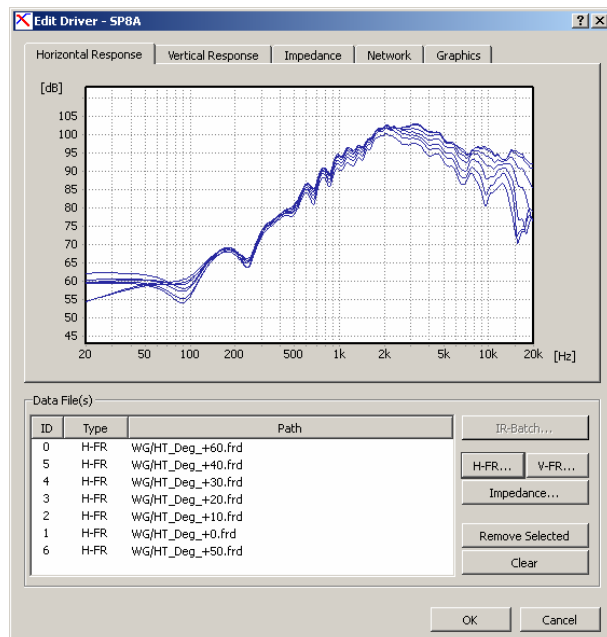 Edit Driver - SP8A
Horizontal Response Vertical Response Impedance Network Graphics
[dB]
105
100
95
90
85
80
75
70
65
60
55
50
45
20 50 100 200 500 1k 2k 5k 10k 20k [Hz]
Data File(s)
ID Type Path
0 H-FR WG/HT_Deg_+60.frd
5 H-FR WG/HT_Deg_+40.frd
4 H-FR WG/HT_Deg_+30.frd
3 H-FR WG/HT_Deg_+20.frd
2 H-FR WG/HT_Deg_+10.frd
1 H-FR WG/HT_Deg_+0.frd
6 H-FR WG/HT_Deg_+50.frd
IR-Batch...
H-FR... V-FR...
Impedance...
Remove Selected
Clear
OK Cancel